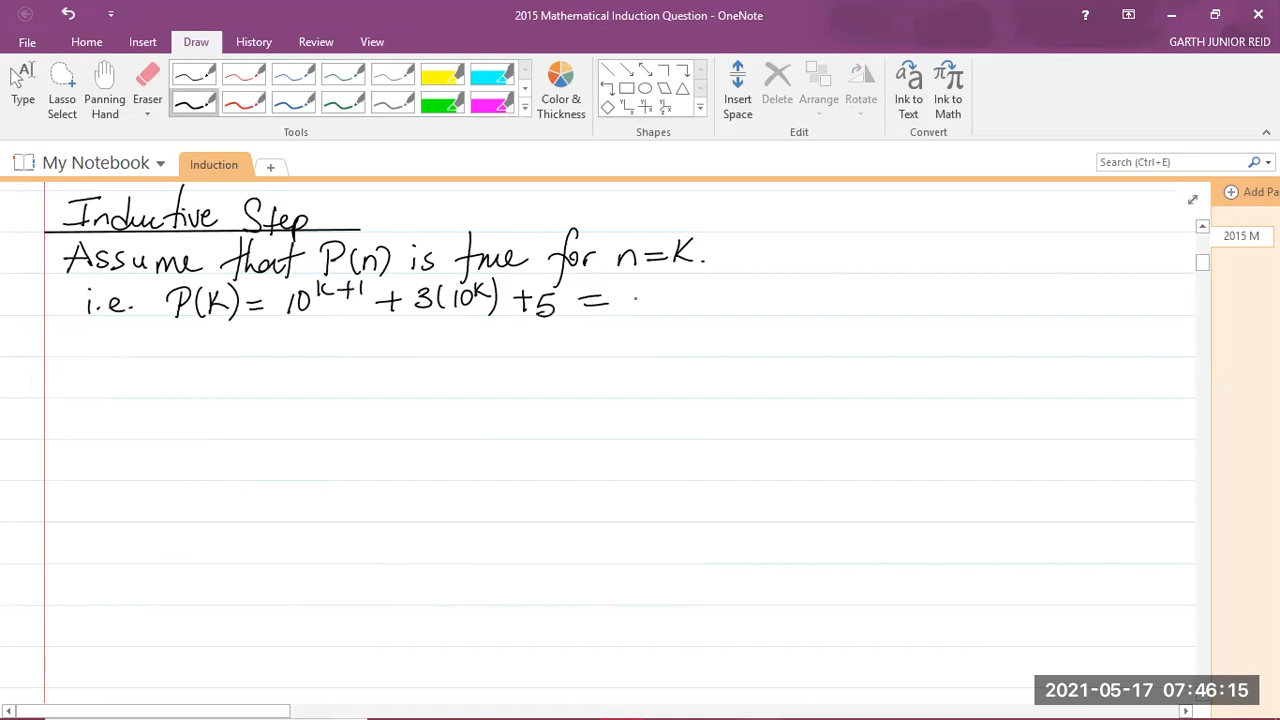 2015 Mathematical Induction Question - OneNote
?
File
Home
Insert
Draw
History
Review
View
GARTH JUNIOR REID
Type
Lasso Select
Panning Hand
Eraser
Color & Thickness
Insert Space
Delete
Arrange
Rotate
Ink to Text
Ink to Math
Tools
Shapes
Edit
Convert
My Notebook
Induction
Search (Ctrl+E)
Add Pa
2015 M
Inductive Step
Assume that P(n) is true for n=K.
i.e. P(K) = 10^{k+1} + 3(10^K) + 5 =
2021-05-17 07:46:15